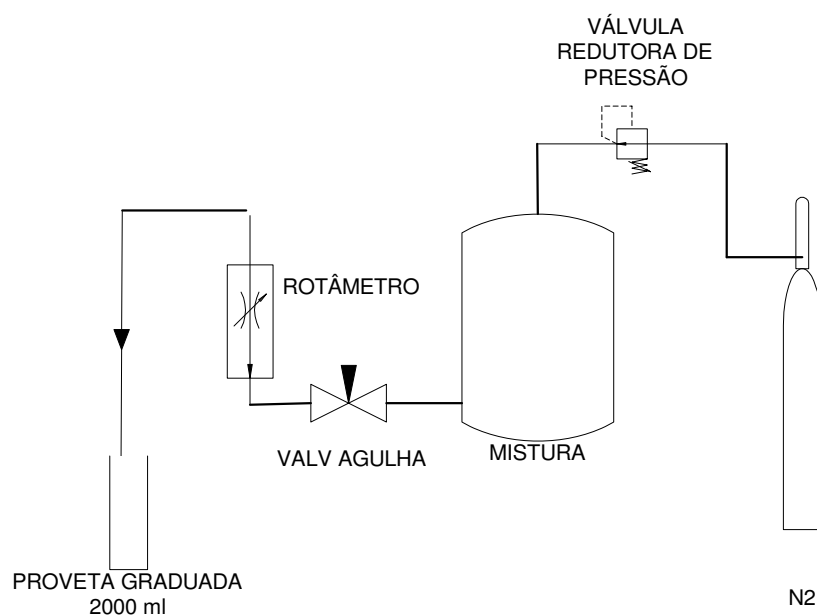 VÁLVULA
REDUTORA DE
PRESSÃO
ROTÂMETRO
VALV AGULHA
MISTURA
PROVETA GRADUADA
2000 ml
N2